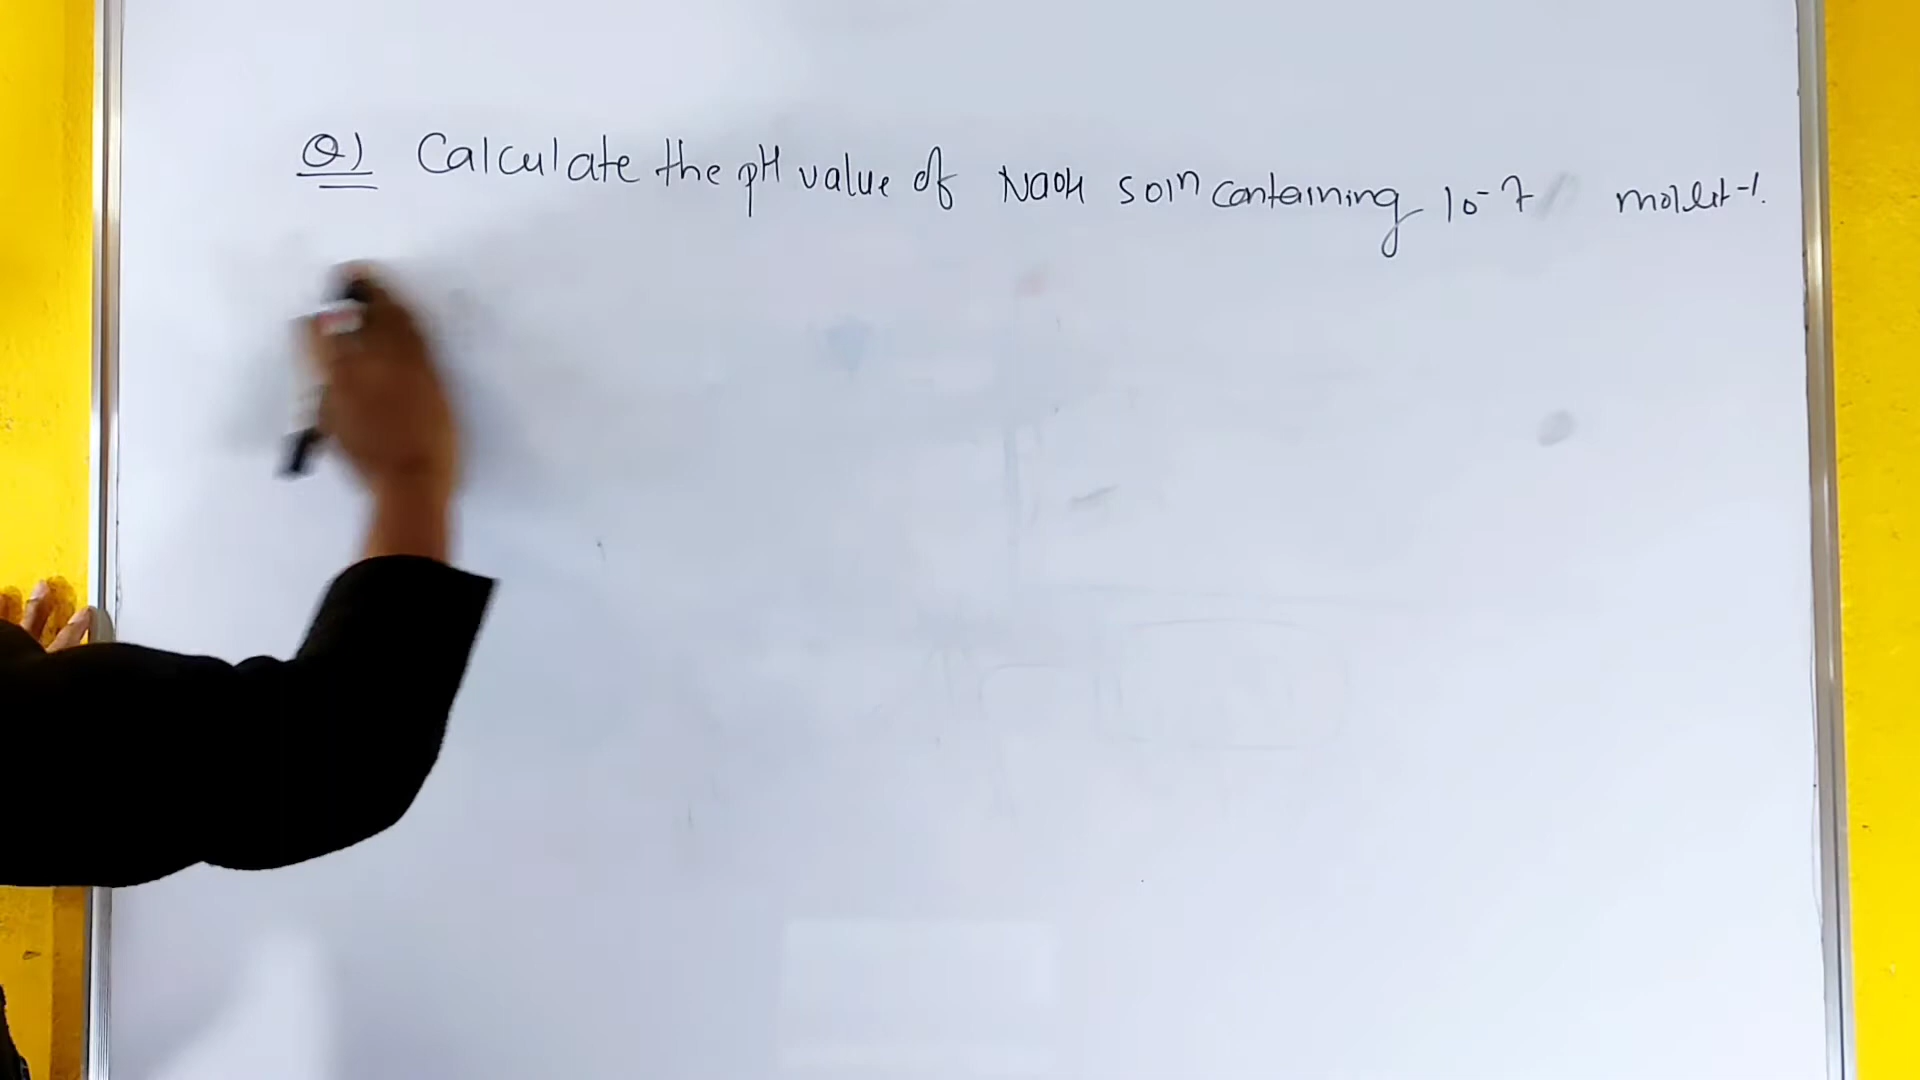 Q) Calculate the pH value of NaOH soln containing 10-7 mol lit-1.